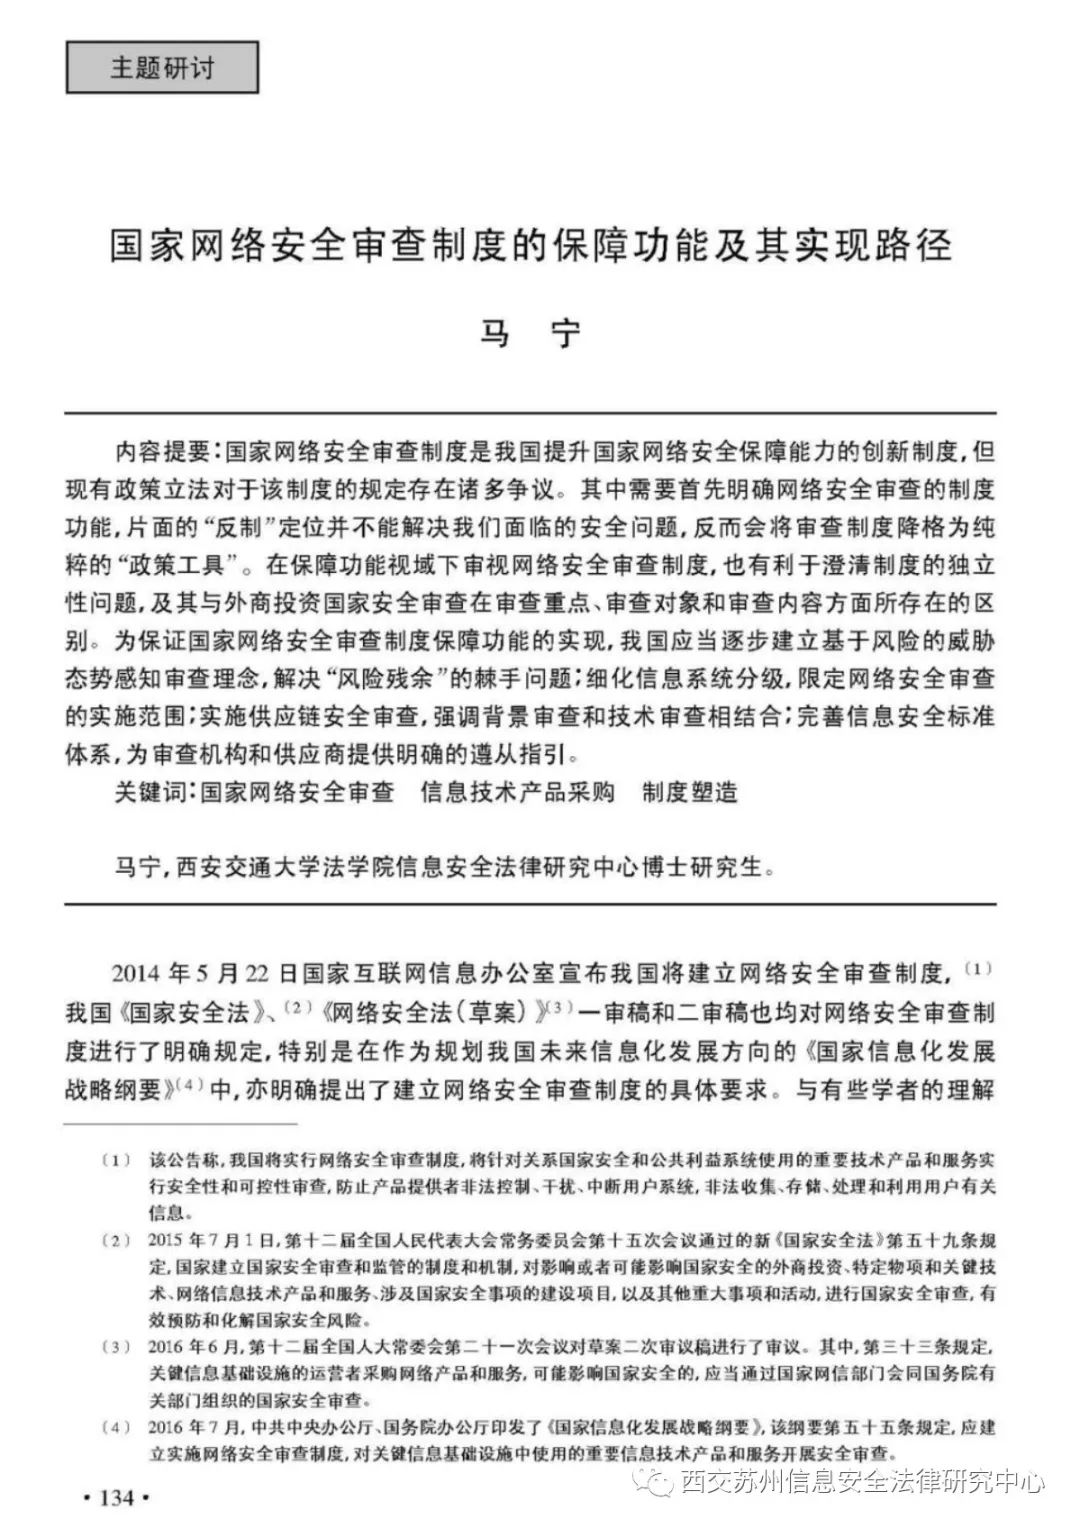 主题研讨
国家网络安全审查制度的保障功能及其实现路径
马 宁
内容提要:国家网络安全审查制度是我国提升国家网络安全保障能力的创新制度,但
现有政策立法对于该制度的规定存在诸多争议。其中需要首先明确网络安全审查的制度
功能,片面的“反制”定位并不能解决我们面临的安全问题,反而会将审查制度降格为纯
粹的“政策工具”。在保障功能视域下审视网络安全审查制度,也有利于澄清制度的独立
性问题,及其与外商投资国家安全审查在审查重点、审查对象和审查内容方面所存在的区
别。为保证国家网络安全审查制度保障功能的实现,我国应当逐步建立基于风险的威胁
态势感知审查理念,解决“风险残余”的棘手问题;细化信息系统分级,限定网络安全审查
的实施范围;实施供应链安全审查,强调背景审查和技术审查相结合;完善信息安全标准
体系,为审查机构和供应商提供明确的遵从指引。
关键词:国家网络安全审查 信息技术产品采购 制度塑造
马宁,西安交通大学法学院信息安全法律研究中心博士研究生。
2014 年 5 月 22 日国家互联网信息办公室宣布我国将建立网络安全审查制度,〔1〕
我国《国家安全法》、〔2〕《网络安全法(草案)》〔3〕一审稿和二审稿也均对网络安全审查制
度进行了明确规定,特别是在作为规划我国未来信息化发展方向的《国家信息化发展
战略纲要》〔4〕中,亦明确提出了建立网络安全审查制度的具体要求。与有些学者的理解
〔1〕 该公告称,我国将实行网络安全审查制度,将针对关系国家安全和公共利益系统使用的重要技术产品和服务实
行安全性和可控性审查,防止产品提供者非法控制、干扰、中断用户系统,非法收集、存储、处理和利用用户有关
信息。
〔2〕 2015 年 7 月 1 日,第十二届全国人民代表大会常务委员会第十五次会议通过的新《国家安全法》第五十九条规
定,国家建立国家安全审查和监管的制度和机制,对影响或者可能影响国家安全的外商投资、特定物项和关键技
术、网络信息技术产品和服务、涉及国家安全事项的建设项目,以及其他重大事项和活动,进行国家安全审查,有
效预防和化解国家安全风险。
〔3〕 2016 年 6 月,第十二届全国人大常委会第二十一次会议对草案二次审议稿进行了审议。其中,第三十三条规定,
关键信息基础设施的运营者采购网络产品和服务,可能影响国家安全的,应当通过国家网信部门会同国务院有
关部门组织的国家安全审查。
〔4〕 2016 年 7 月,中共中央办公厅、国务院办公厅印发了《国家信息化发展战略纲要》,该纲要第五十五条规定,应建
立实施网络安全审查制度,对关键信息基础设施中使用的重要信息技术产品和服务开展安全审查。
西交苏州信息安全法律研究中心
· 134 ·